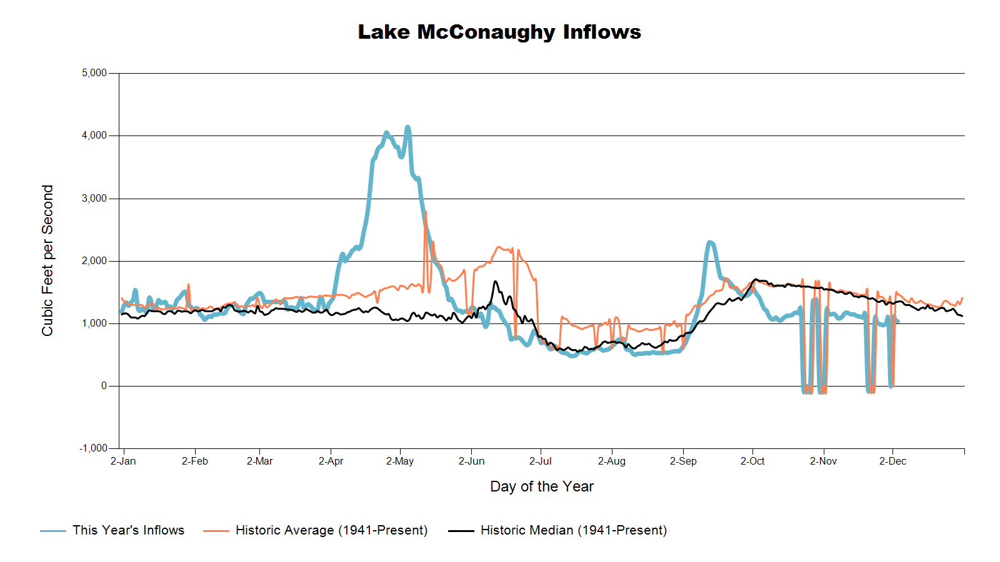 Lake McConaughy Inflows
5,000
4,000
3,000
2,000
1,000
0
-1,000
Cubic Feet per Second
2-Jan 2-Feb 2-Mar 2-Apr 2-May 2-Jun 2-Jul 2-Aug 2-Sep 2-Oct 2-Nov 2-Dec
Day of the Year
This Year's Inflows Historic Average (1941-Present) Historic Median (1941-Present)